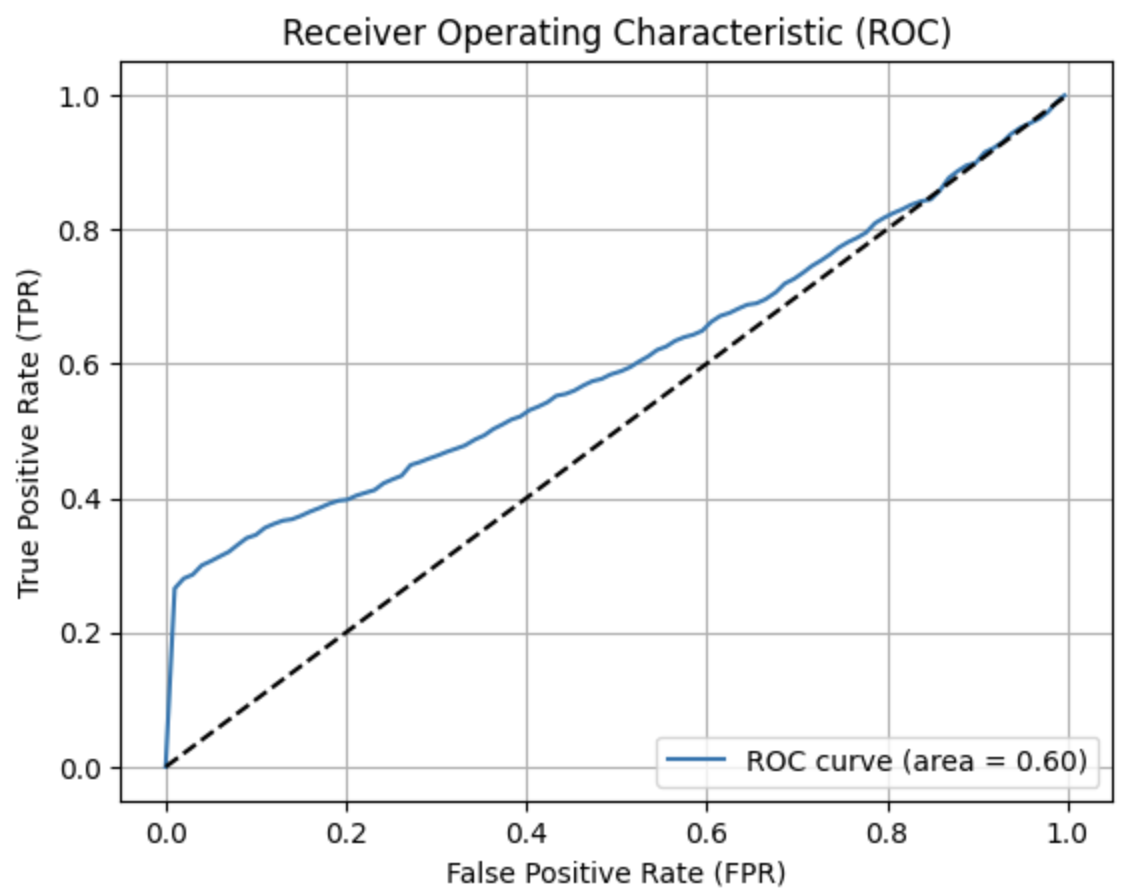 Receiver Operating Characteristic (ROC)
True Positive Rate (TPR)
1.0
0.8
0.6
0.4
0.2
0.0
ROC curve (area = 0.60)
0.0 0.2 0.4 0.6 0.8 1.0
False Positive Rate (FPR)